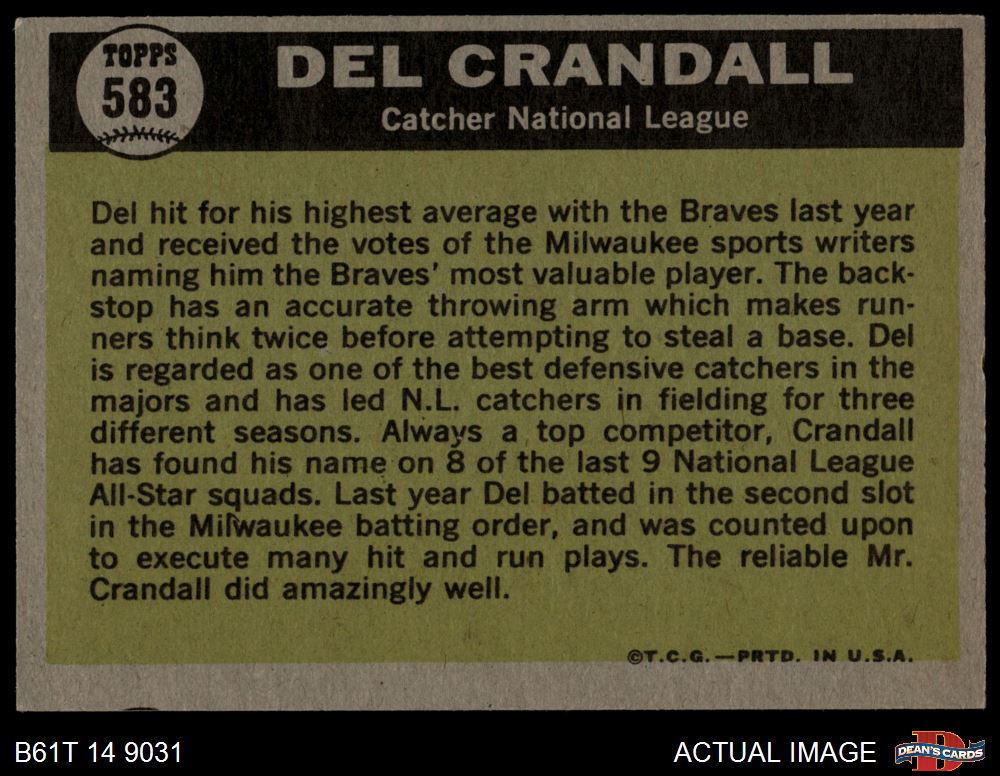 TOPPS
583
DEL CRANDALL
Catcher National League
Del hit for his highest average with the Braves last year
and received the votes of the Milwaukee sports writers
naming him the Braves' most valuable player. The back-
stop has an accurate throwing arm which makes run-
ners think twice before attempting to steal a base. Del
is regarded as one of the best defensive catchers in the
majors and has led N.L. catchers in fielding for three
different seasons. Always a top competitor, Crandall
has found his name on 8 of the last 9 National League
All-Star squads. Last year Del batted in the second slot
in the Milwaukee batting order, and was counted upon
to execute many hit and run plays. The reliable Mr.
Crandall did amazingly well.
©T.C.G.—PRTD. IN U.S.A.
B61T 14 9031
ACTUAL IMAGE
D
DEAN'S CARDS